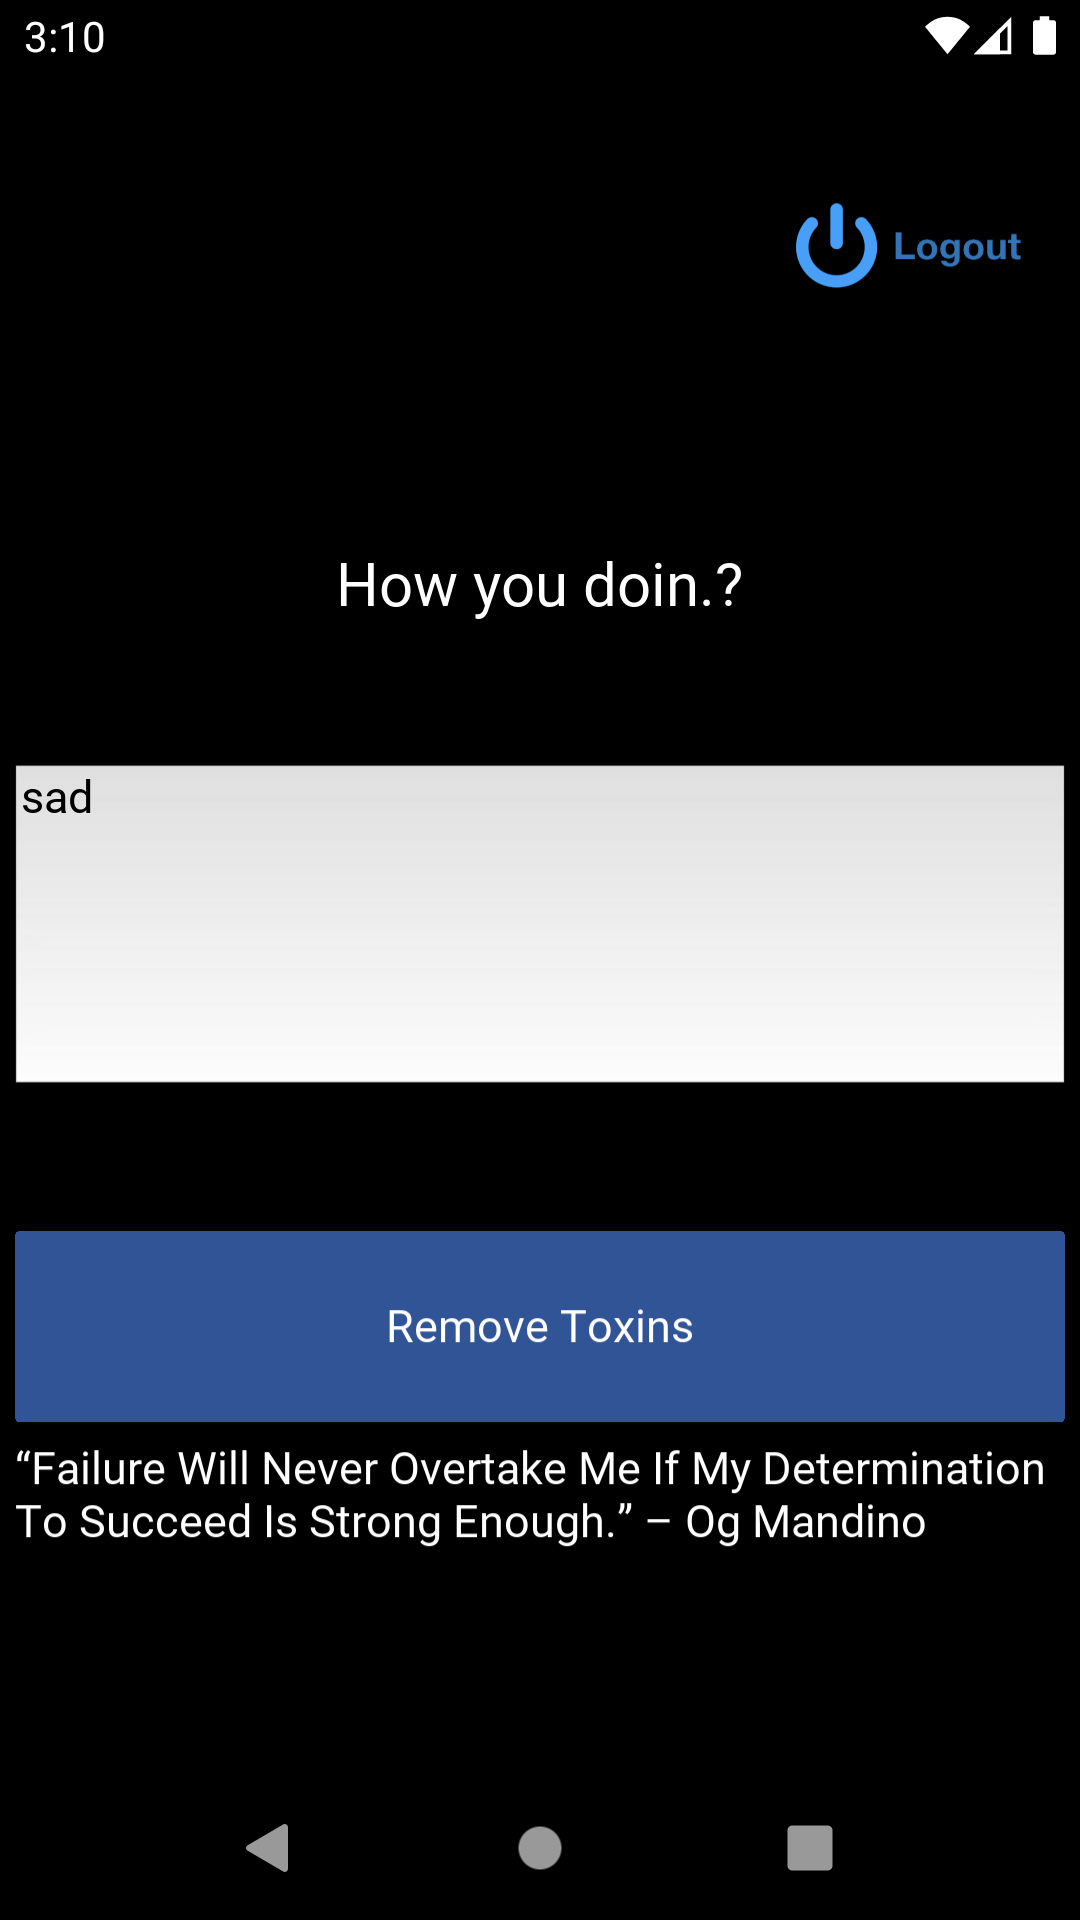 3:10
Logout
How you doin.?
sad
Remove Toxins
“Failure Will Never Overtake Me If My Determination
To Succeed Is Strong Enough.” – Og Mandino